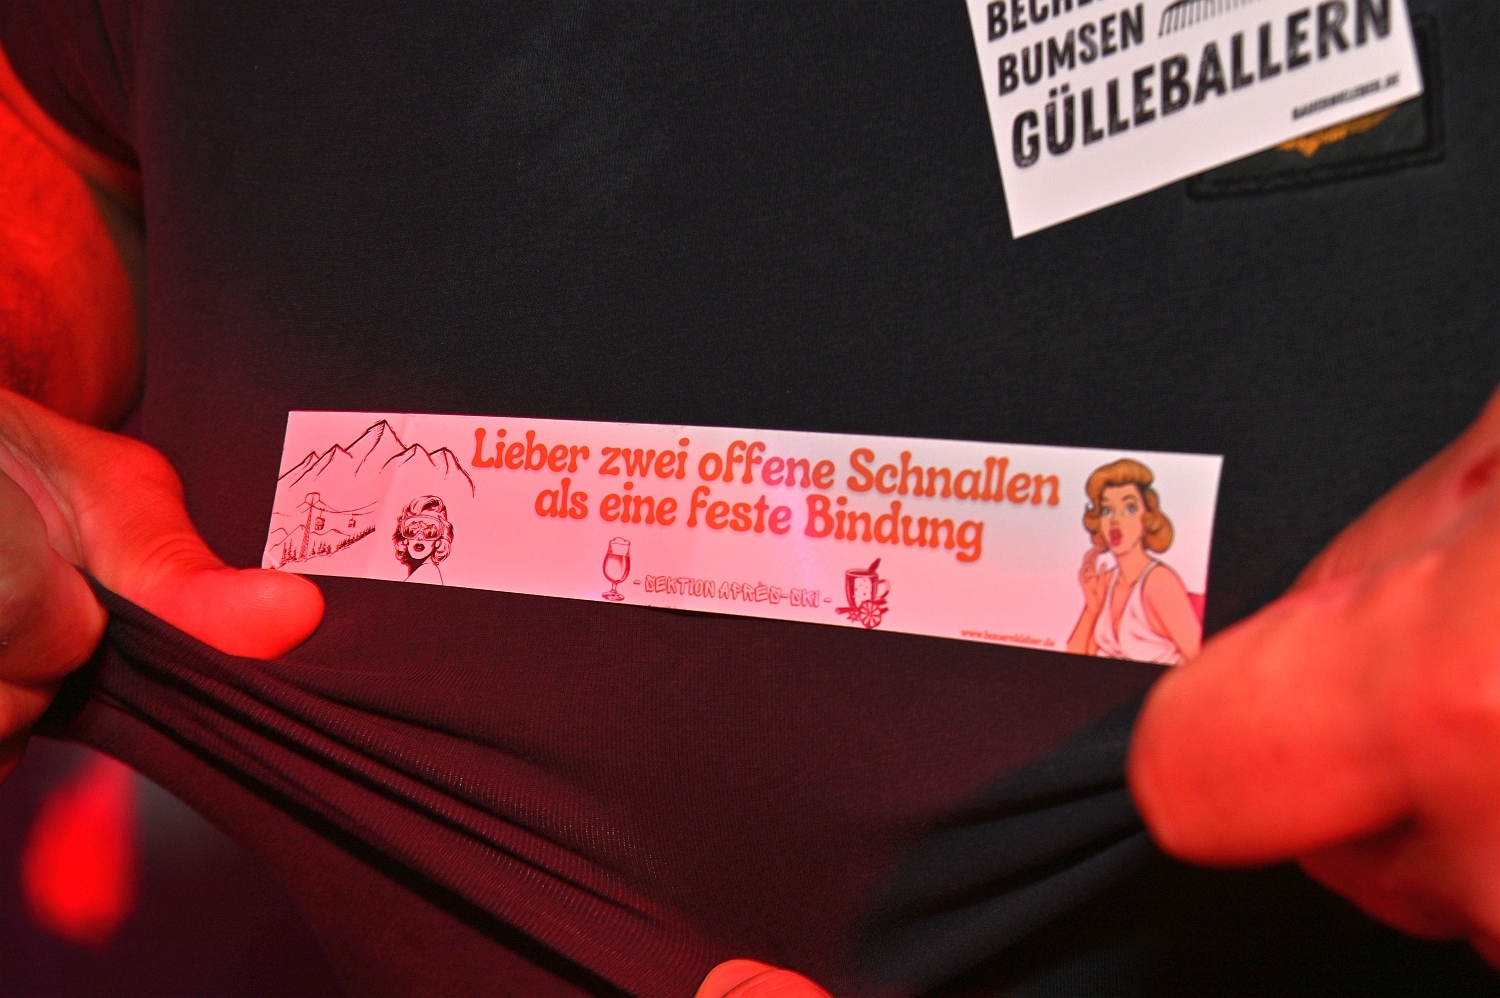 BUMSEN
GÜLLEBALLERN
Lieber zwei offene Schnallen
als eine feste Bindung
- SEKTION APRÈS-SKI -